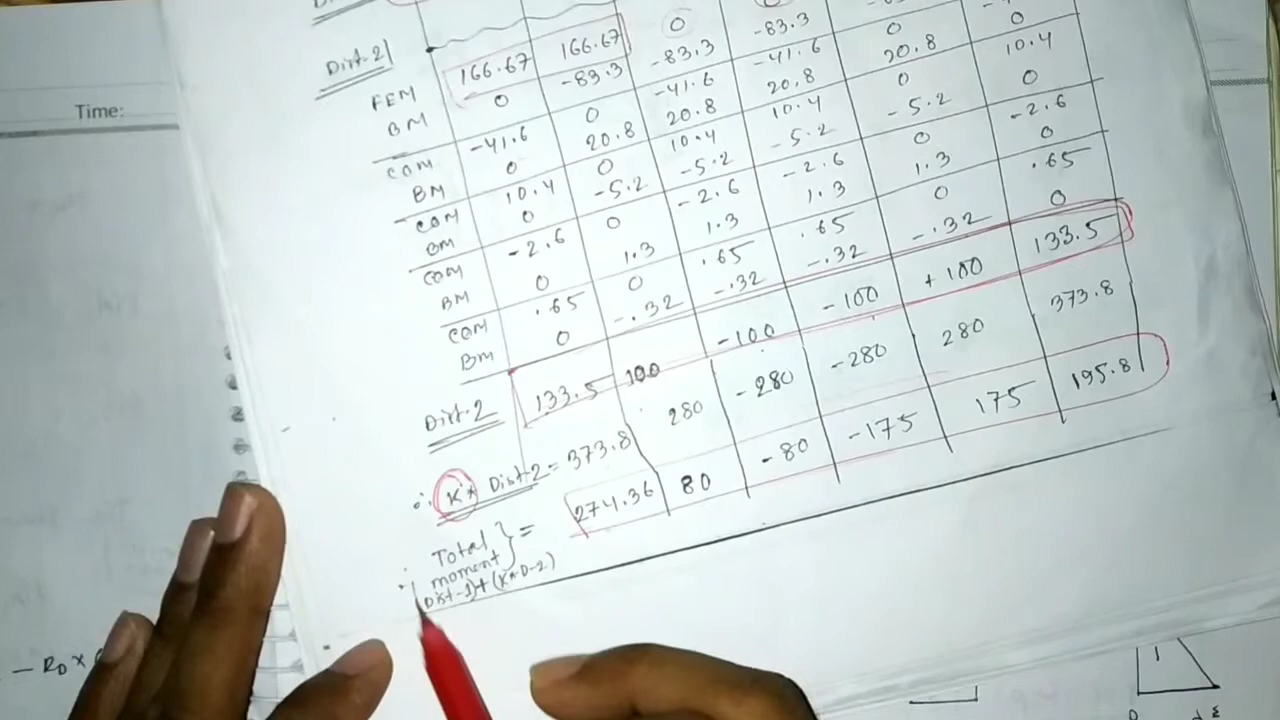 Time:
Dist-2
FEM 166.67 166.67 0 -83.3 0
BM 0 -83.3 -83.3 -41.6 20.8 0
COM -41.6 0 -41.6 20.8 0 10.4
BM 0 20.8 20.8 10.4 -5.2 0
COM 10.4 0 10.4 -5.2 0 -2.6
BM 0 -5.2 -5.2 -2.6 1.3 0
COM -2.6 0 -2.6 1.3 0 .65
BM 0 1.3 1.3 .65 -.32 0
COM .65 0 .65 -.32
BM 0 -.32 -.32
Dist-2 133.5 100 -100 -100 +100 133.5
∴ K* Dist-2 = 373.8 280 -280 -280 280 373.8
∴ Total moment } = 274.36 80 -80 -175 175 195.8
Dist-1)+(K*D-2)
- RD x